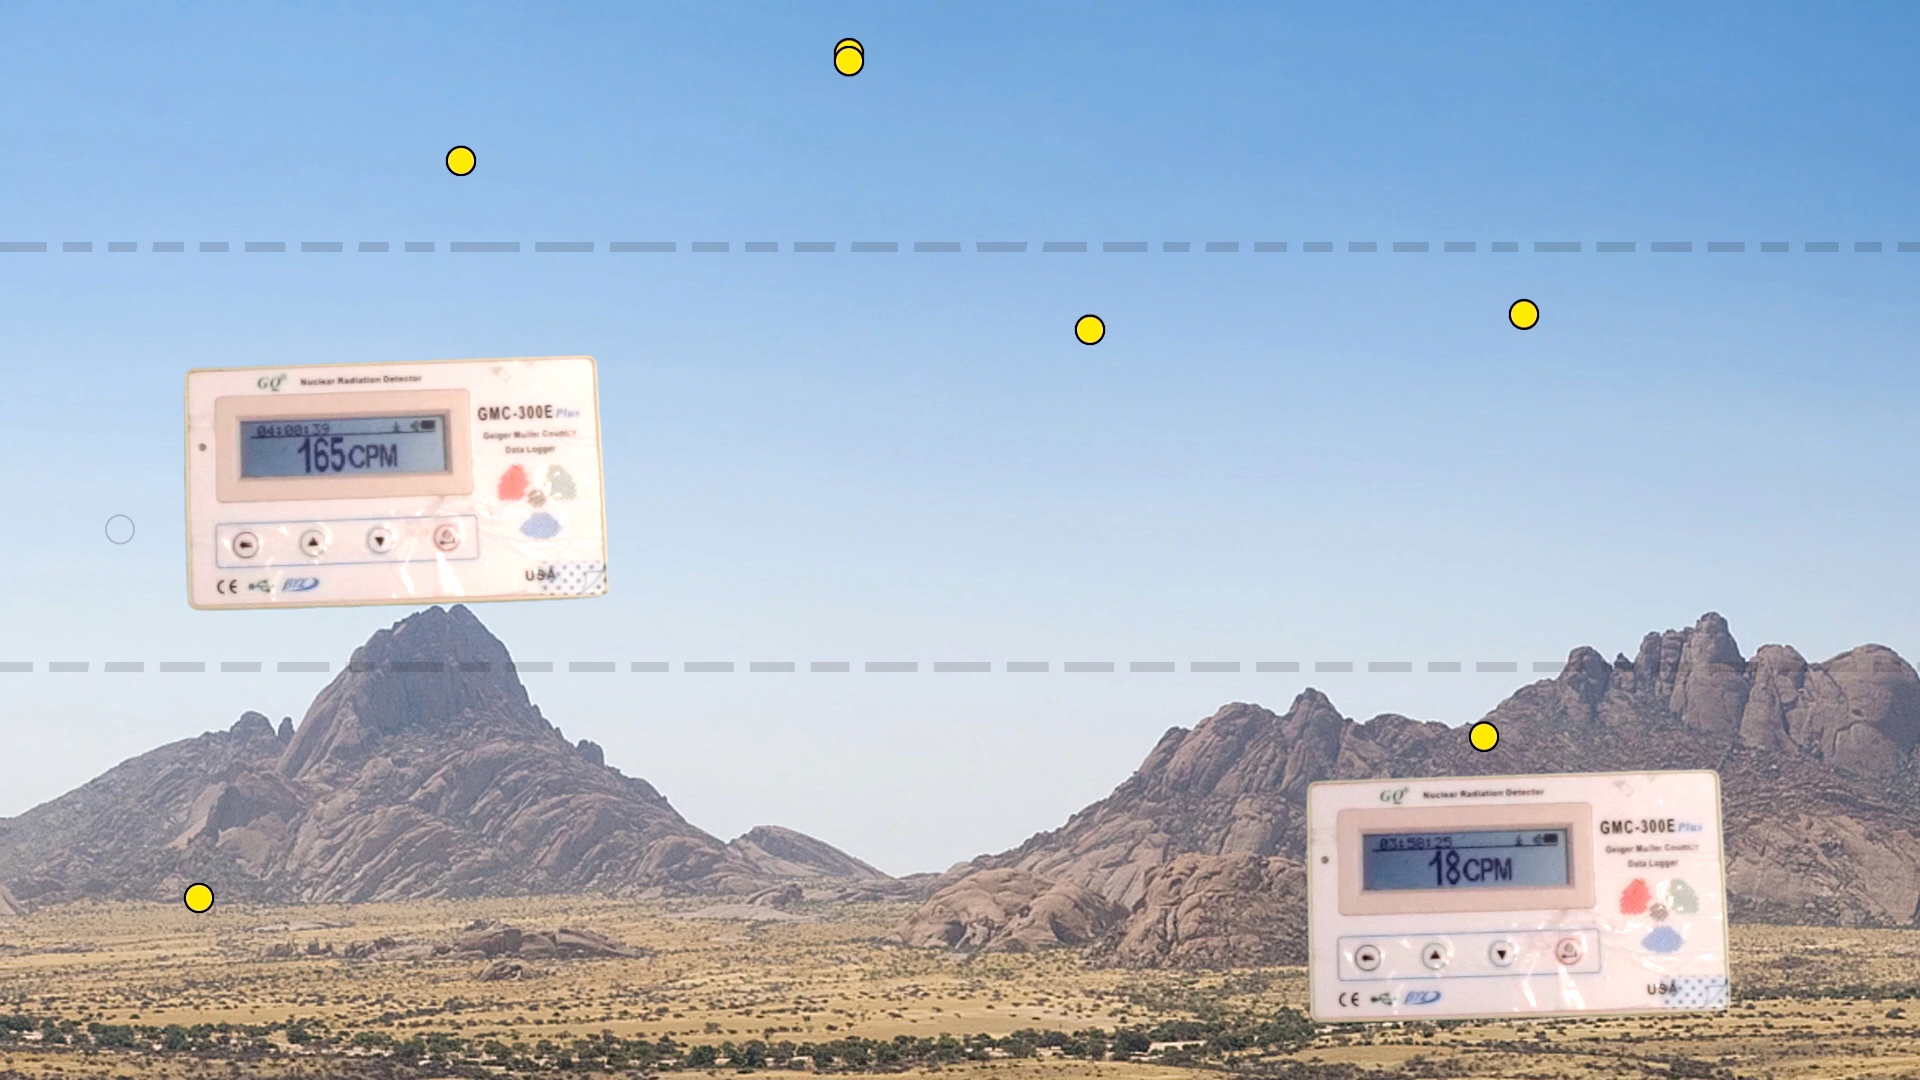 GQ® Nuclear Radiation Detector
GMC-300E Plus
Geiger Muller Counter
Data Logger
04:00:39
165CPM
CE
USA
GQ® Nuclear Radiation Detector
GMC-300E Plus
Geiger Muller Counter
Data Logger
03:58:25
18CPM
CE
USA